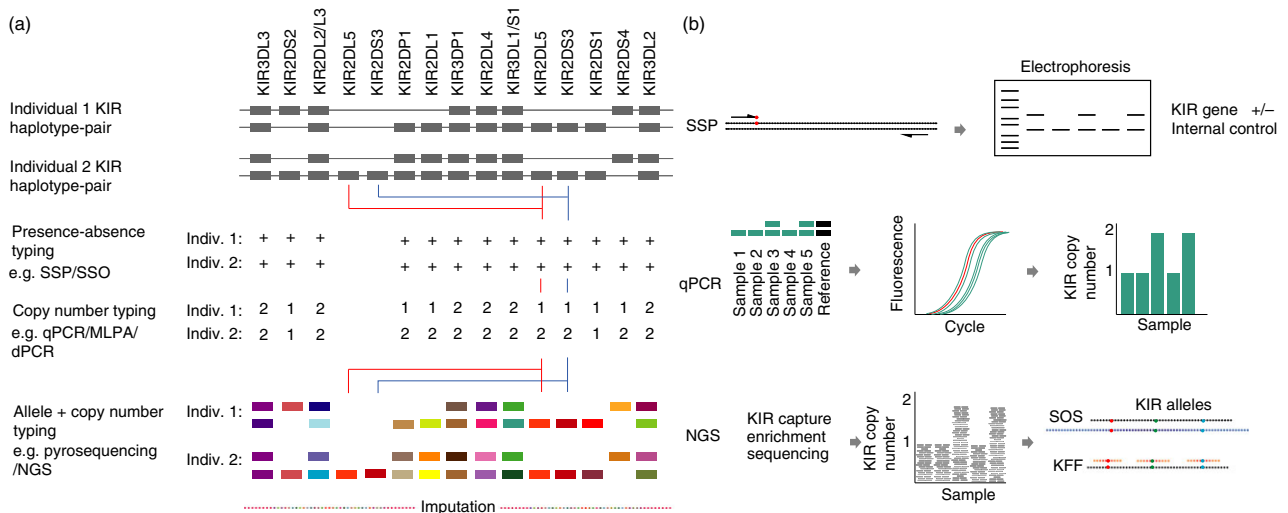 (a)
KIR3DL3
KIR2DS2
KIR2DL2/L3
KIR2DL5
KIR2DS3
KIR2DP1
KIR2DL1
KIR3DP1
KIR2DL4
KIR3DL1/S1
KIR2DL5
KIR2DS3
KIR2DS1
KIR2DS4
KIR3DL2
Individual 1 KIR
haplotype-pair
Individual 2 KIR
haplotype-pair
Presence-absence
typing
e.g. SSP/SSO
Indiv. 1: + + + + + + + + + + + + +
Indiv. 2: + + + + + + + + + + + + +
Copy number typing
e.g. qPCR/MLPA/
dPCR
Indiv. 1: 2 1 2 1 1 2 2 2 1 1 1 1 2
Indiv. 2: 2 1 2 2 2 2 2 2 2 2 1 2 2
Allele + copy number
typing
e.g. pyrosequencing
/NGS
Indiv. 1:
Indiv. 2:
Imputation
(b)
SSP
Electrophoresis
KIR gene +/−
Internal control
qPCR
Sample 1
Sample 2
Sample 3
Sample 4
Sample 5
Reference
Fluorescence
Cycle
KIR copy
number
2
1
Sample
NGS
KIR capture
enrichment
sequencing
KIR copy
number
2
1
Sample
KIR alleles
SOS
KFF